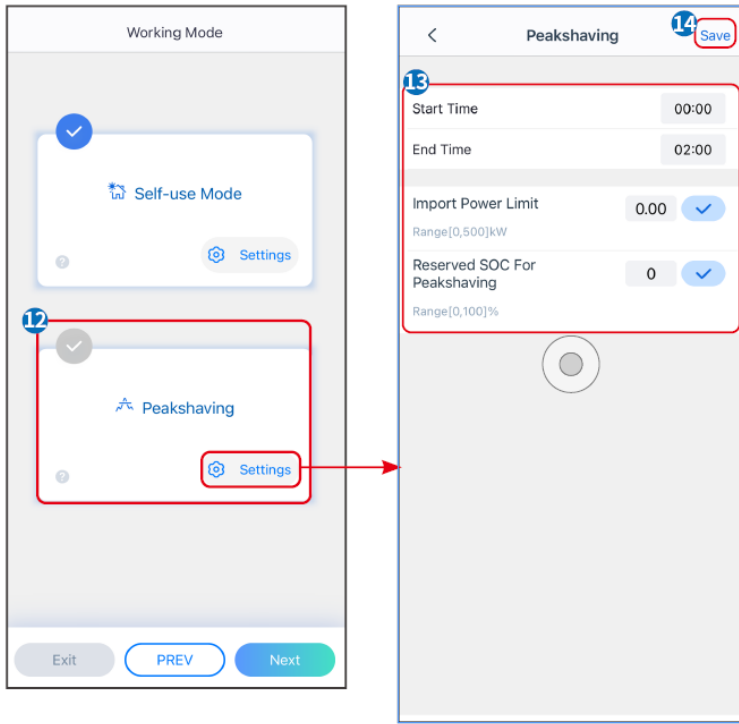 Working Mode
Self-use Mode
?
Settings
12
Peakshaving
?
Settings
Exit
PREV
Next
14
Peakshaving
Save
13
Start Time
00:00
End Time
02:00
Import Power Limit
0.00
Range[0,500]kW
Reserved SOC For
Peakshaving
0
Range[0,100]%